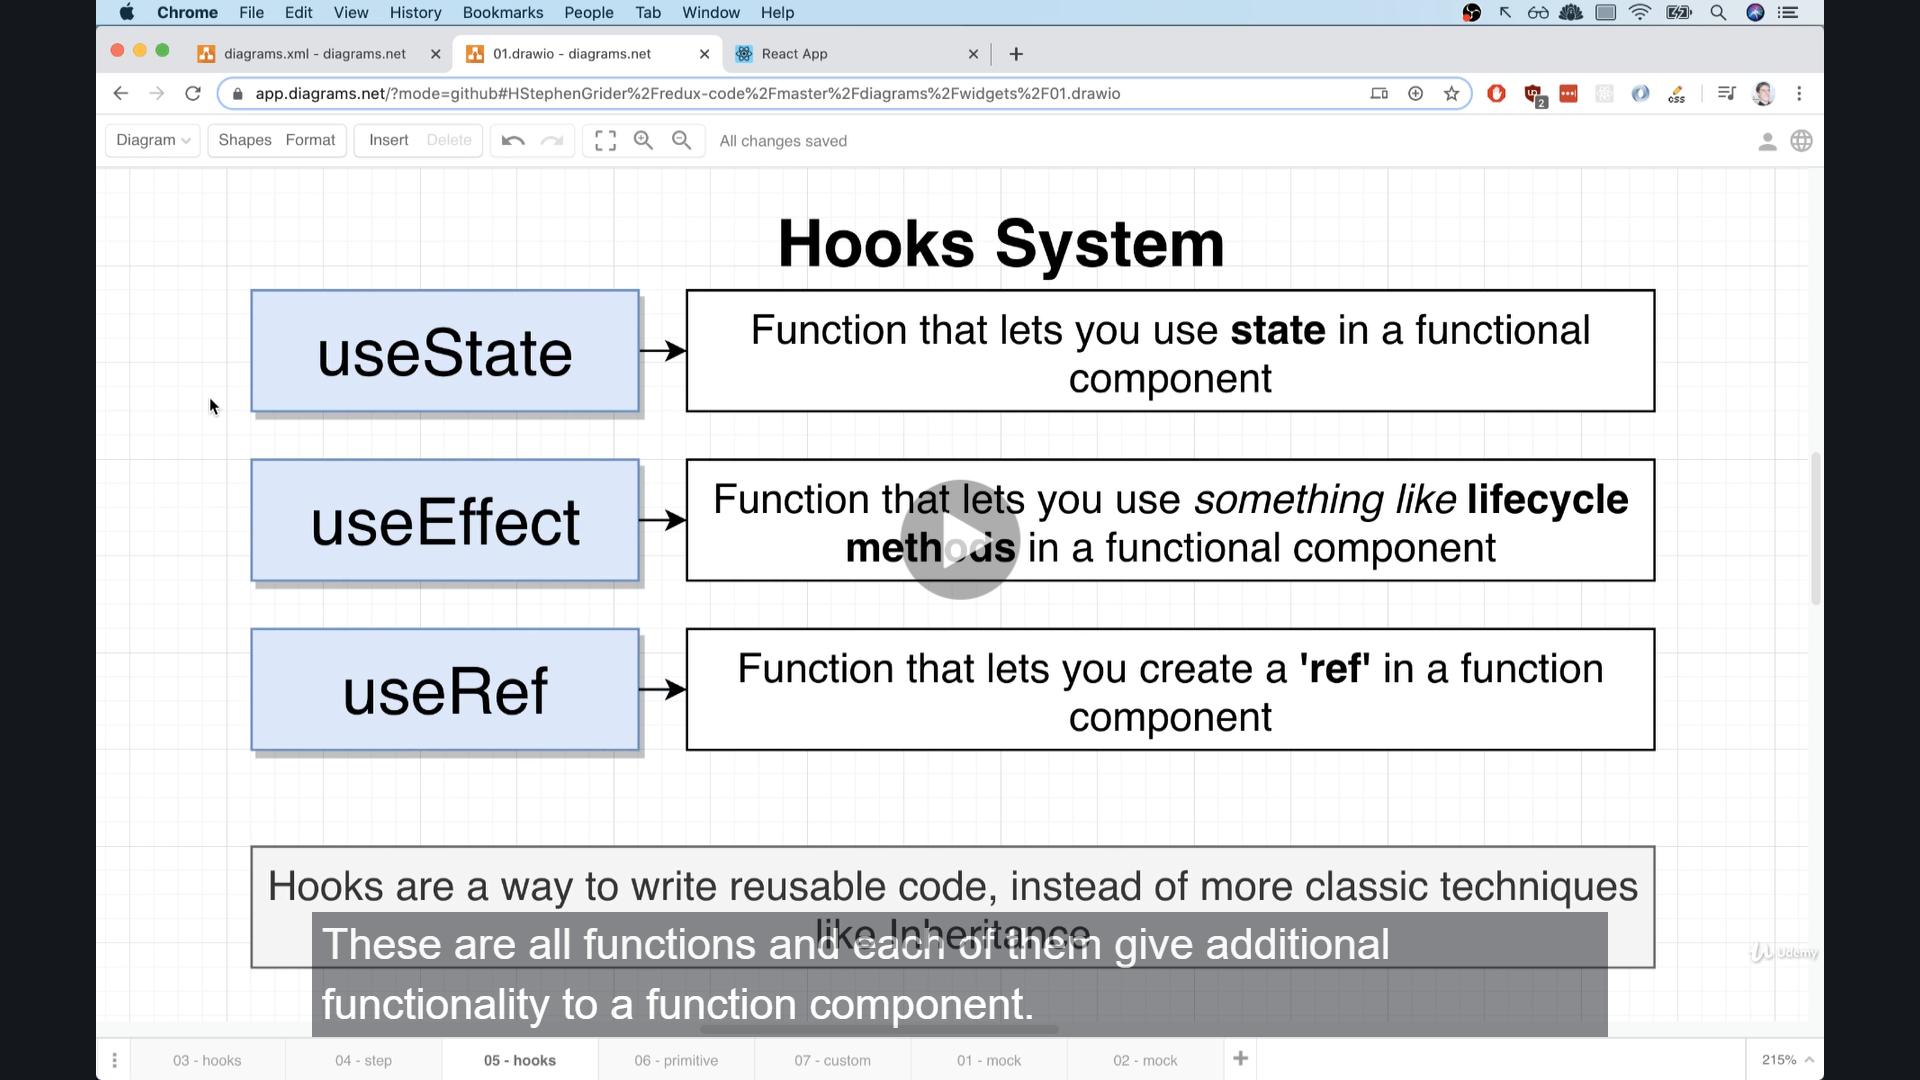 Chrome File Edit View History Bookmarks People Tab Window Help
diagrams.xml - diagrams.net 01.drawio - diagrams.net React App
app.diagrams.net/?mode=github#HStephenGrider%2Fredux-code%2Fmaster%2Fdiagrams%2Fwidgets%2F01.drawio
2
css
Diagram Shapes Format Insert Delete All changes saved
Hooks System
useState
Function that lets you use state in a functional
component
useEffect
Function that lets you use something like lifecycle
methods in a functional component
useRef
Function that lets you create a 'ref' in a function
component
Hooks are a way to write reusable code, instead of more classic techniques
like Inheritance
These are all functions and each of them give additional
functionality to a function component.
Udemy
03 - hooks 04 - step 05 - hooks 06 - primitive 07 - custom 01 - mock 02 - mock 215%